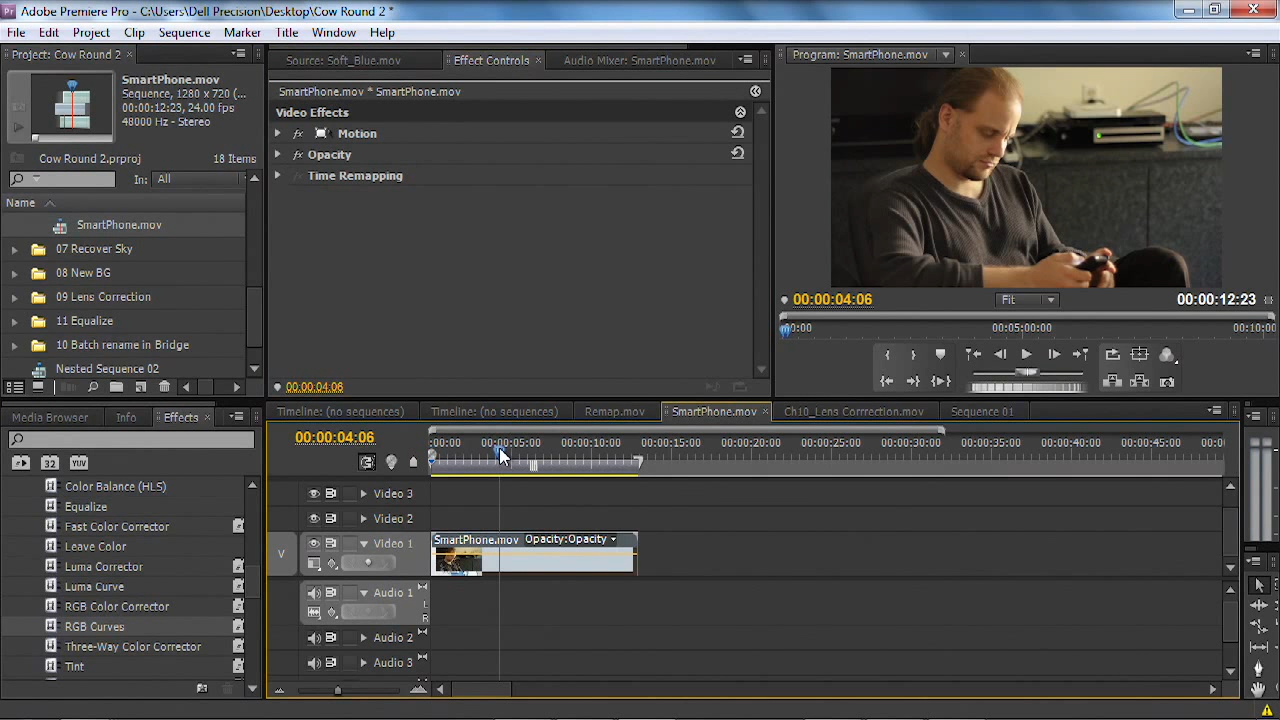 Pr Adobe Premiere Pro - C:\Users\Dell Precision\Desktop\Cow Round 2 *
File Edit Project Clip Sequence Marker Title Window Help
Project: Cow Round 2
SmartPhone.mov
Sequence, 1280 x 720 (...
00:00:12:23, 24.00 fps
48000 Hz - Stereo
Cow Round 2.prproj 18 Items
In: All
Name
SmartPhone.mov
07 Recover Sky
08 New BG
09 Lens Correction
11 Equalize
10 Batch rename in Bridge
Nested Sequence 02
Source: Soft_Blue.mov Effect Controls Audio Mixer: SmartPhone.mov
SmartPhone.mov * SmartPhone.mov
Video Effects
fx Motion
fx Opacity
fx Time Remapping
00:00:04:06
Program: SmartPhone.mov
00:00:04:06 Fit 00:00:12:23
00:00 00:05:00:00 00:10:00
Media Browser Info Effects
32 YUV
Color Balance (HLS)
Equalize
Fast Color Corrector
Leave Color
Luma Corrector
Luma Curve
RGB Color Corrector
RGB Curves
Three-Way Color Corrector
Tint
Timeline: (no sequences) Timeline: (no sequences) Remap.mov SmartPhone.mov Ch10_Lens Corrrection.mov Sequence 01
00:00:04:06
:00:00 00:00:05:00 00:00:10:00 00:00:15:00 00:00:20:00 00:00:25:00 00:00:30:00 00:00:35:00 00:00:40:00 00:00:45:00 00:0
Video 3
Video 2
V Video 1
SmartPhone.mov Opacity:Opacity
Audio 1
L
R
Audio 2
Audio 3